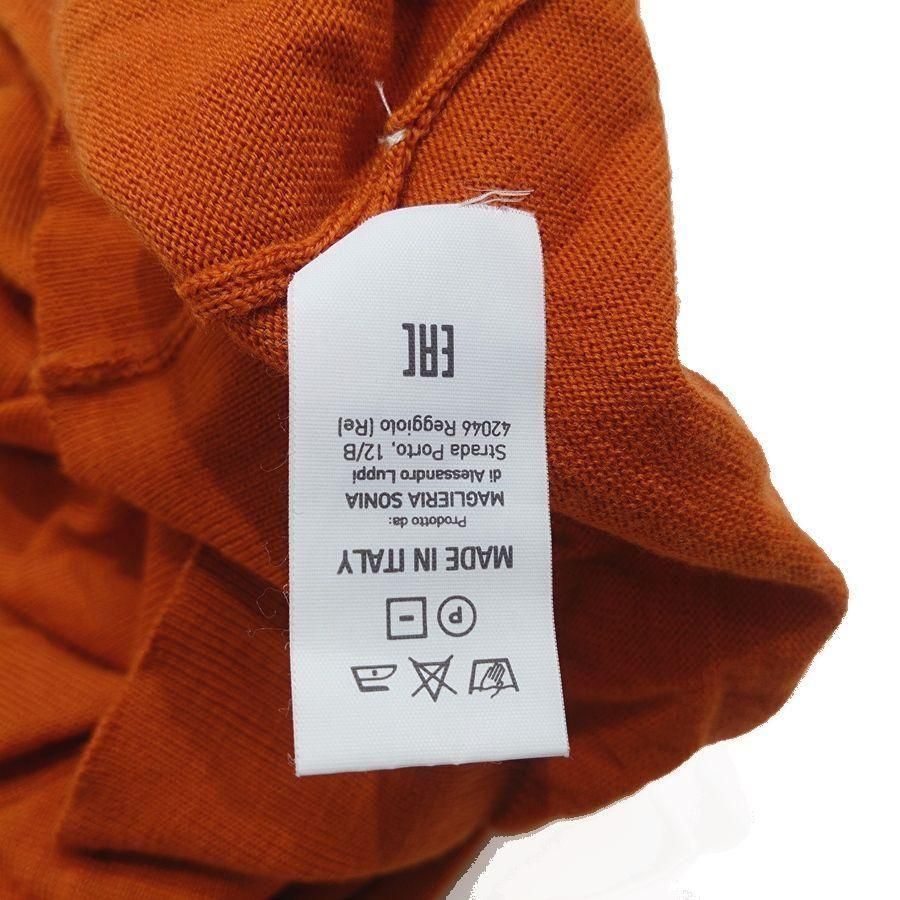 MADE IN ITALY
Prodotto da:
MAGLIERIA SONIA
di Alessandro Luppi
Strada Porto, 12/B
42046 Reggiolo (Re)
EAC